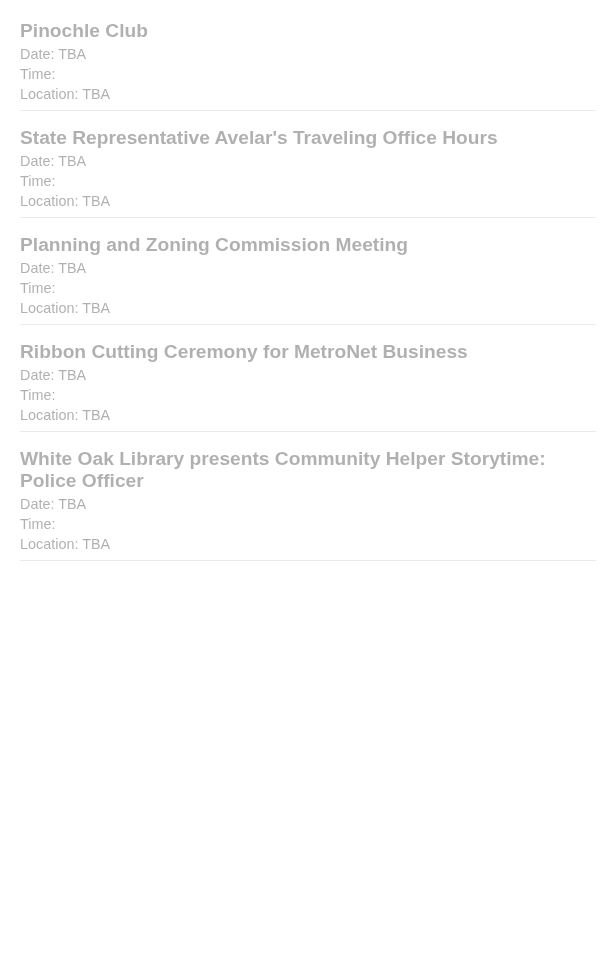 Pinochle Club
Date: TBA
Time:
Location: TBA
State Representative Avelar's Traveling Office Hours
Date: TBA
Time:
Location: TBA
Planning and Zoning Commission Meeting
Date: TBA
Time:
Location: TBA
Ribbon Cutting Ceremony for MetroNet Business
Date: TBA
Time:
Location: TBA
White Oak Library presents Community Helper Storytime:
Police Officer
Date: TBA
Time:
Location: TBA